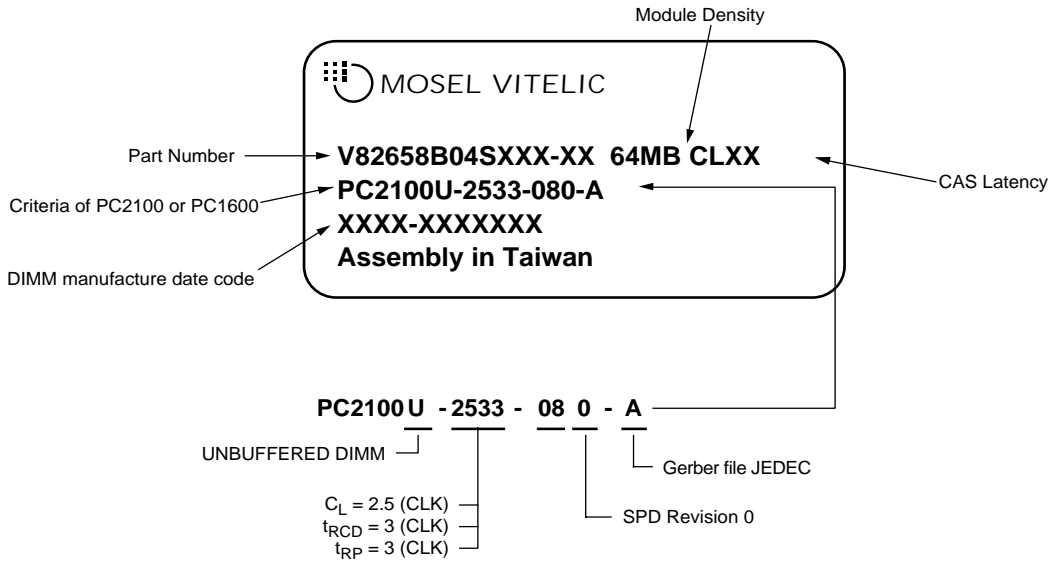 Module Density
MOSEL VITELIC
Part Number
V82658B04SXXX-XX 64MB CLXX
CAS Latency
Criteria of PC2100 or PC1600
PC2100U-2533-080-A
XXXX-XXXXXXX
DIMM manufacture date code
Assembly in Taiwan
PC2100 U - 2533 - 08 0 - A
UNBUFFERED DIMM
Gerber file JEDEC
CL = 2.5 (CLK)
SPD Revision 0
tRCD = 3 (CLK)
tRP = 3 (CLK)